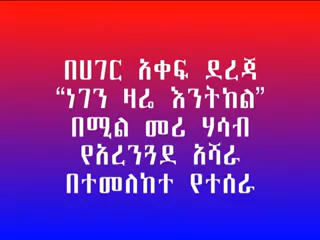 በሀገር አቀፍ ደረጃ
“ነገን ዛሬ እንትከል”
በሚል መሪ ሃሳብ
የአረንጓደ አሻራ
በተመለከተ የተሰራ